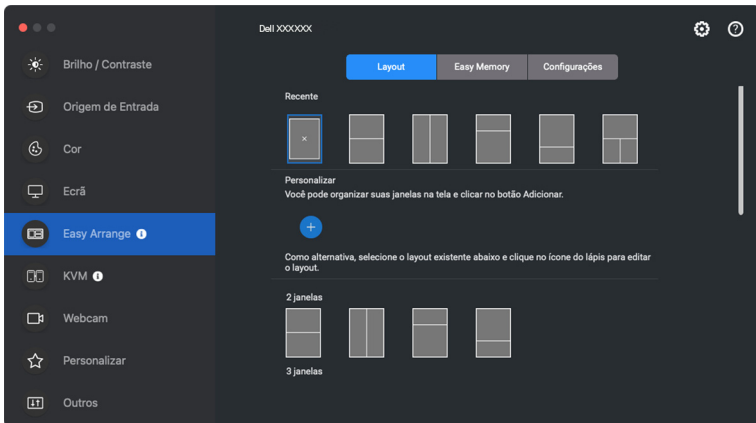 Dell XXXXXX
Brilho / Contraste
Origem de Entrada
Cor
Ecrã
Easy Arrange
KVM
Webcam
Personalizar
Outros
Layout
Easy Memory
Configurações
Recente
Personalizar
Você pode organizar suas janelas na tela e clicar no botão Adicionar.
Como alternativa, selecione o layout existente abaixo e clique no ícone do lápis para editar
o layout.
2 janelas
3 janelas